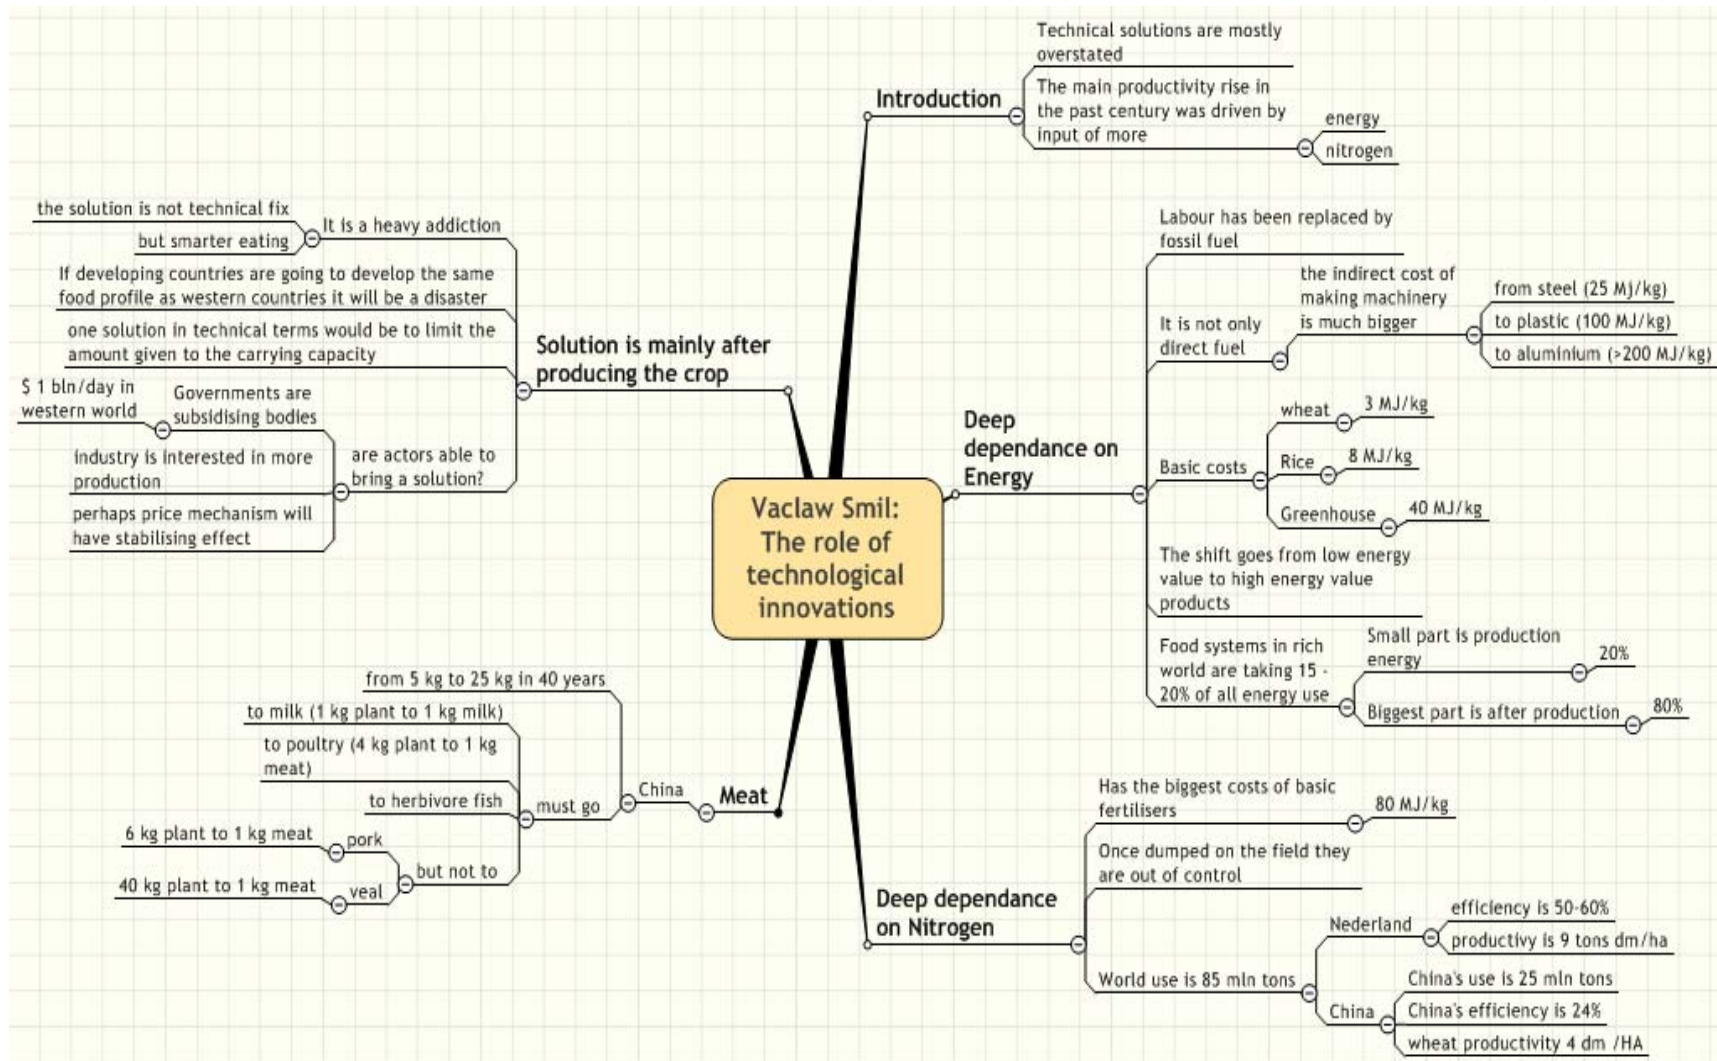 Vaclaw Smil:
The role of
technological
innovations
Introduction
Technical solutions are mostly
overstated
The main productivity rise in
the past century was driven by
input of more
energy
nitrogen
Deep
dependance on
Energy
Labour has been replaced by
fossil fuel
It is not only
direct fuel
the indirect cost of
making machinery
is much bigger
from steel (25 Mj/kg)
to plastic (100 MJ/kg)
to aluminium (>200 MJ/kg)
Basic costs
wheat
3 MJ/kg
Rice
8 MJ/kg
Greenhouse
40 MJ/kg
The shift goes from low energy
value to high energy value
products
Food systems in rich
world are taking 15 -
20% of all energy use
Small part is production
energy
20%
Biggest part is after production
80%
Deep dependance
on Nitrogen
Has the biggest costs of basic
fertilisers
80 MJ/kg
Once dumped on the field they
are out of control
World use is 85 mln tons
Nederland
efficiency is 50-60%
productivy is 9 tons dm/ha
China
China's use is 25 mln tons
China's efficiency is 24%
wheat productivity 4 dm /HA
Meat
China
from 5 kg to 25 kg in 40 years
must go
to milk (1 kg plant to 1 kg milk)
to poultry (4 kg plant to 1 kg
meat)
to herbivore fish
but not to
pork
6 kg plant to 1 kg meat
veal
40 kg plant to 1 kg meat
Solution is mainly after
producing the crop
It is a heavy addiction
the solution is not technical fix
but smarter eating
If developing countries are going to develop the same
food profile as western countries it will be a disaster
one solution in technical terms would be to limit the
amount given to the carrying capacity
are actors able to
bring a solution?
Governments are
subsidising bodies
$ 1 bln/day in
western world
industry is interested in more
production
perhaps price mechanism will
have stabilising effect